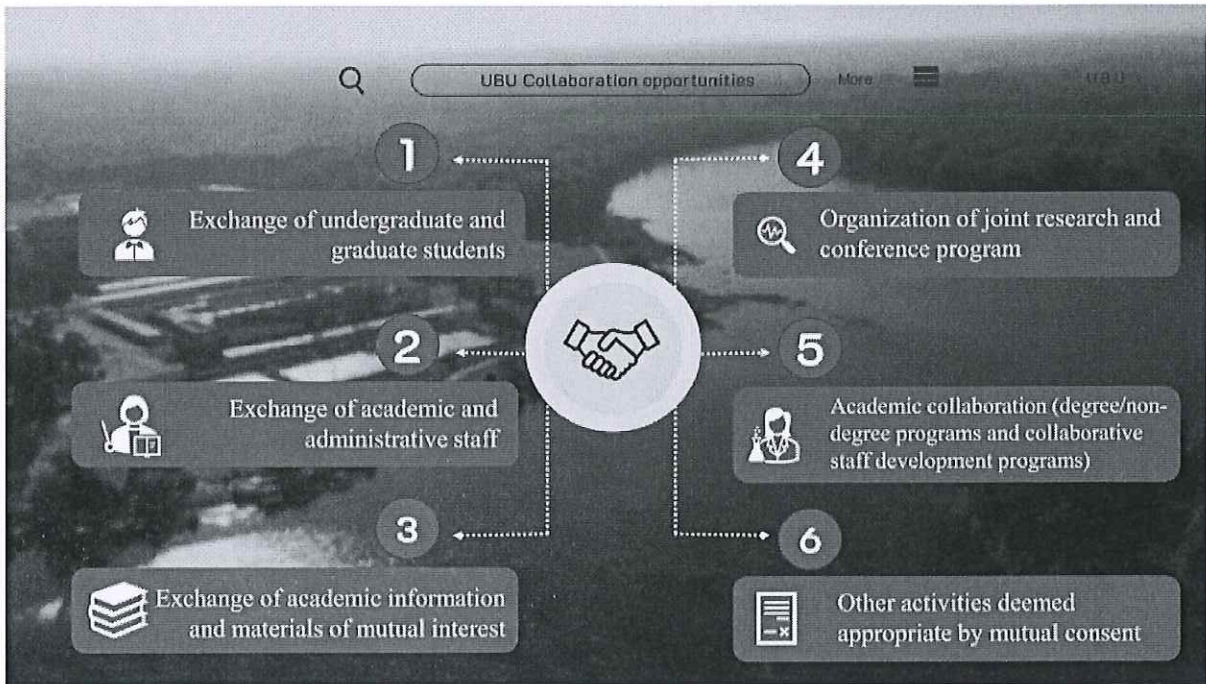 UBU Collaboration opportunities
More
1
Exchange of undergraduate and
graduate students
2
Exchange of academic and
administrative staff
3
Exchange of academic information
and materials of mutual interest
4
Organization of joint research and
conference program
5
Academic collaboration (degree/non-
degree programs and collaborative
staff development programs)
6
Other activities deemed
appropriate by mutual consent